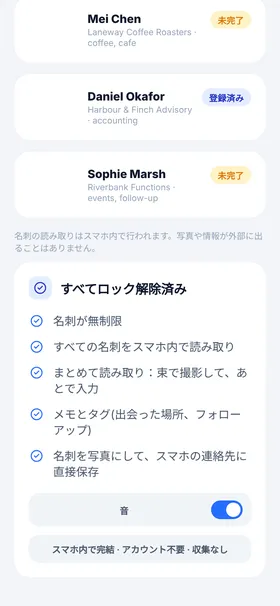 Mei Chen
未完了
Laneway Coffee Roasters ·
coffee, cafe
Daniel Okafor
登録済み
Harbour & Finch Advisory
· accounting
Sophie Marsh
未完了
Riverbank Functions ·
events, follow-up
名刺の読み取りはスマホ内で行われます。写真や情報が外部に出
ることはありません。
すべてロック解除済み
名刺が無制限
すべての名刺をスマホ内で読み取り
まとめて読み取り：束で撮影して、あ
とで入力
メモとタグ(出会った場所、フォロー
アップ)
名刺を写真にして、スマホの連絡先に
直接保存
音
スマホ内で完結・アカウント不要・収集なし